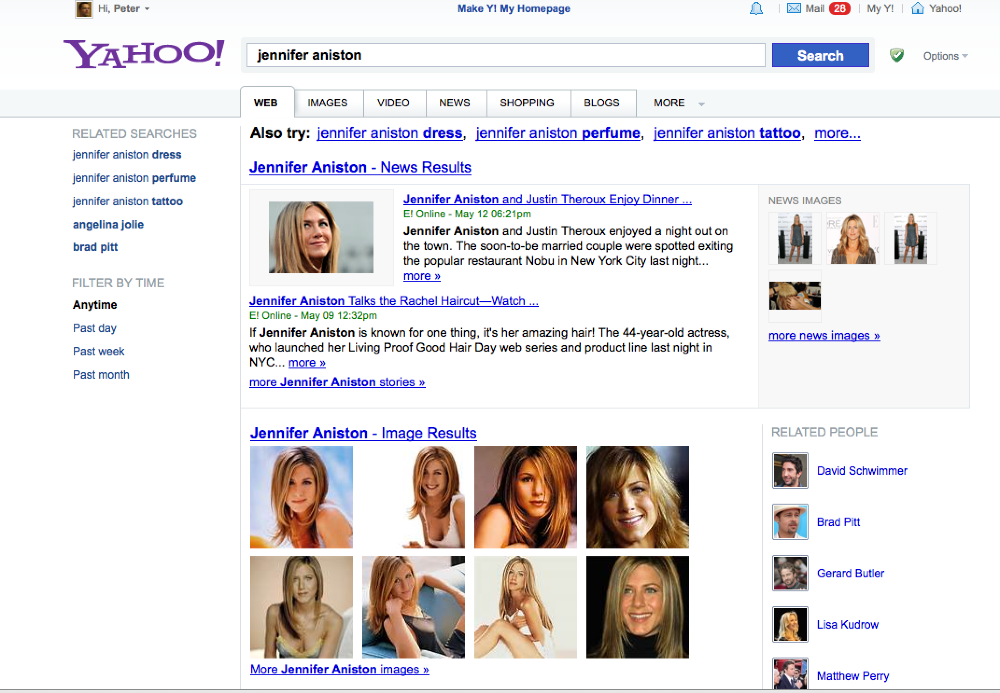 Hi, Peter
Make Y! My Homepage
Mail 28
My Y!
Yahoo!
YAHOO!
jennifer aniston
Search
Options
WEB
IMAGES
VIDEO
NEWS
SHOPPING
BLOGS
MORE
RELATED SEARCHES
jennifer aniston dress
jennifer aniston perfume
jennifer aniston tattoo
angelina jolie
brad pitt
FILTER BY TIME
Anytime
Past day
Past week
Past month
Also try: jennifer aniston dress, jennifer aniston perfume, jennifer aniston tattoo, more...
Jennifer Aniston - News Results
Jennifer Aniston and Justin Theroux Enjoy Dinner ...
E! Online - May 12 06:21pm
Jennifer Aniston and Justin Theroux enjoyed a night out on
the town. The soon-to-be married couple were spotted exiting
the popular restaurant Nobu in New York City last night...
more »
Jennifer Aniston Talks the Rachel Haircut—Watch ...
E! Online - May 09 12:32pm
If Jennifer Aniston is known for one thing, it's her amazing hair! The 44-year-old actress,
who launched her Living Proof Good Hair Day web series and product line last night in
NYC... more »
more Jennifer Aniston stories »
NEWS IMAGES
more news images »
Jennifer Aniston - Image Results
More Jennifer Aniston images »
RELATED PEOPLE
David Schwimmer
Brad Pitt
Gerard Butler
Lisa Kudrow
Matthew Perry